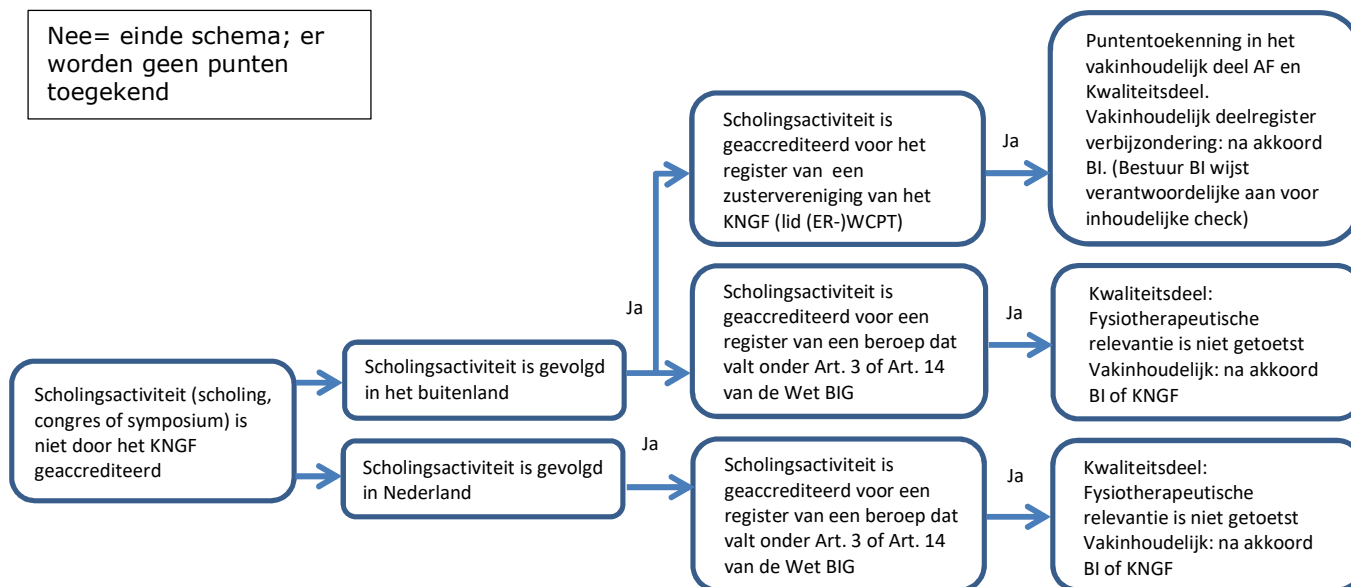 Nee= einde schema; er
worden geen punten
toegekend
Scholingsactiviteit (scholing,
congres of symposium) is
niet door het KNGF
geaccrediteerd
Scholingsactiviteit is gevolgd
in het buitenland
Ja
Scholingsactiviteit is
geaccrediteerd voor het
register van een
zustervereniging van het
KNGF (lid (ER-)WCPT)
Ja
Puntentoekenning in het
vakinhoudelijk deel AF en
Kwaliteitsdeel.
Vakinhoudelijk deelregister
verbijzondering: na akkoord
BI. (Bestuur BI wijst
verantwoordelijke aan voor
inhoudelijke check)
Scholingsactiviteit is
geaccrediteerd voor een
register van een beroep dat
valt onder Art. 3 of Art. 14
van de Wet BIG
Ja
Kwaliteitsdeel:
Fysiotherapeutische
relevantie is niet getoetst
Vakinhoudelijk: na akkoord
BI of KNGF
Scholingsactiviteit is gevolgd
in Nederland
Ja
Scholingsactiviteit is
geaccrediteerd voor een
register van een beroep dat
valt onder Art. 3 of Art. 14
van de Wet BIG
Ja
Kwaliteitsdeel:
Fysiotherapeutische
relevantie is niet getoetst
Vakinhoudelijk: na akkoord
BI of KNGF